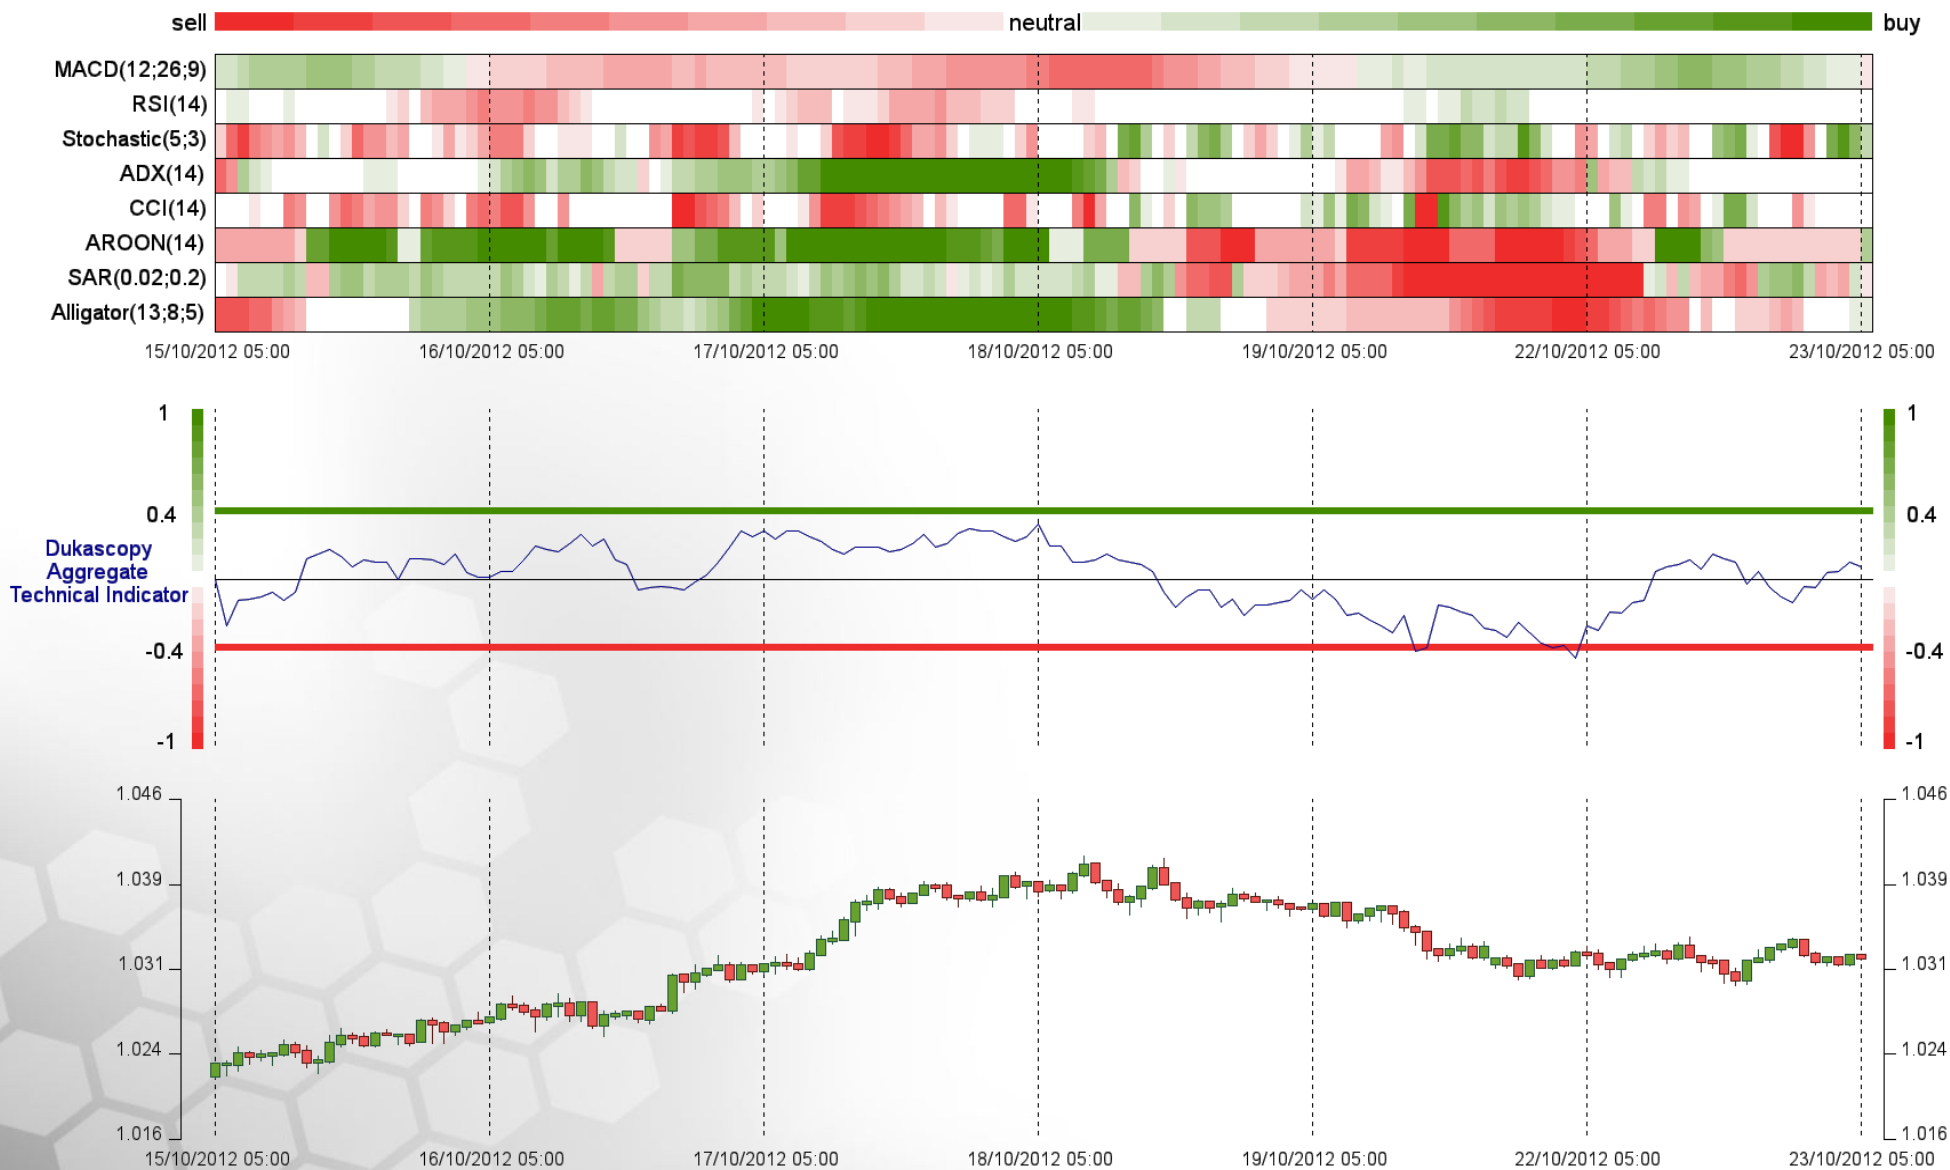 sell neutral buy
MACD(12;26;9)
RSI(14)
Stochastic(5;3)
ADX(14)
CCI(14)
AROON(14)
SAR(0.02;0.2)
Alligator(13;8;5)
15/10/2012 05:00 16/10/2012 05:00 17/10/2012 05:00 18/10/2012 05:00 19/10/2012 05:00 22/10/2012 05:00 23/10/2012 05:00
1 1
0.4 0.4
Dukascopy
Aggregate
Technical Indicator
-0.4 -0.4
-1 -1
1.046 1.046
1.039 1.039
1.031 1.031
1.024 1.024
1.016 1.016
15/10/2012 05:00 16/10/2012 05:00 17/10/2012 05:00 18/10/2012 05:00 19/10/2012 05:00 22/10/2012 05:00 23/10/2012 05:00